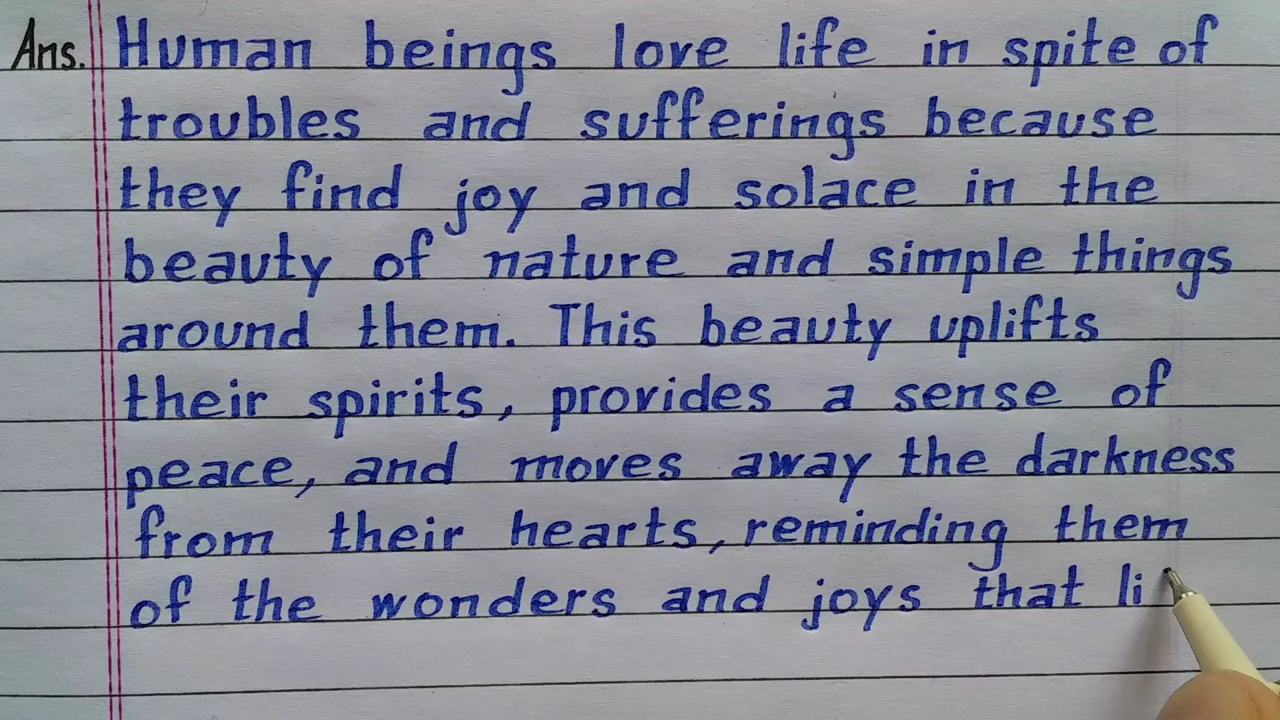 Ans. Human beings love life in spite of
troubles and sufferings because
they find joy and solace in the
beauty of nature and simple things
around them. This beauty uplifts
their spirits, provides a sense of
peace, and moves away the darkness
from their hearts, reminding them
of the wonders and joys that li